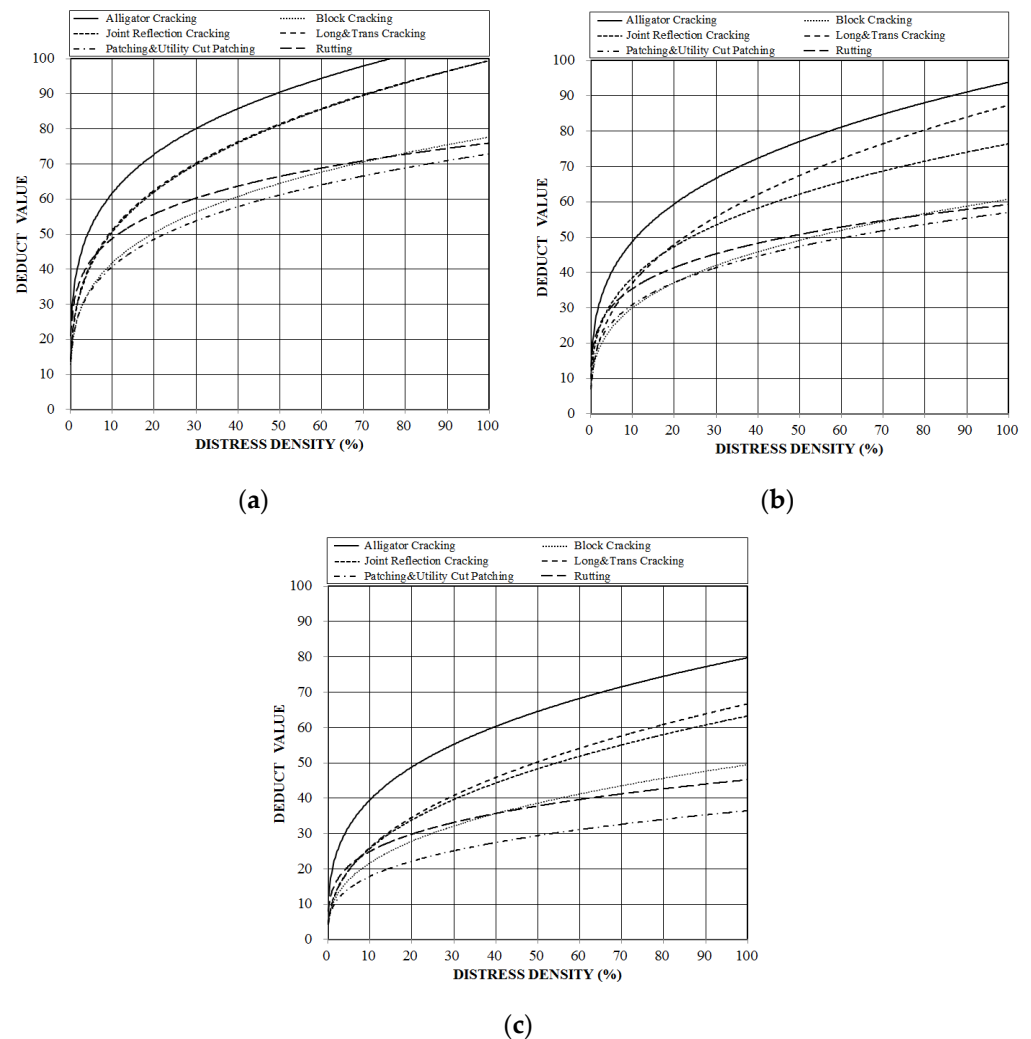 Alligator Cracking Block Cracking
Joint Reflection Cracking Long&Trans Cracking
Patching&Utility Cut Patching Rutting
100
90
80
70
60
50
40
30
20
10
0
DEDUCT VALUE
0 10 20 30 40 50 60 70 80 90 100
DISTRESS DENSITY (%)
(a)
Alligator Cracking Block Cracking
Joint Reflection Cracking Long&Trans Cracking
Patching&Utility Cut Patching Rutting
100
90
80
70
60
50
40
30
20
10
0
DEDUCT VALUE
0 10 20 30 40 50 60 70 80 90 100
DISTRESS DENSITY (%)
(b)
Alligator Cracking Block Cracking
Joint Reflection Cracking Long&Trans Cracking
Patching&Utility Cut Patching Rutting
100
90
80
70
60
50
40
30
20
10
0
DEDUCT VALUE
0 10 20 30 40 50 60 70 80 90 100
DISTRESS DENSITY (%)
(c)